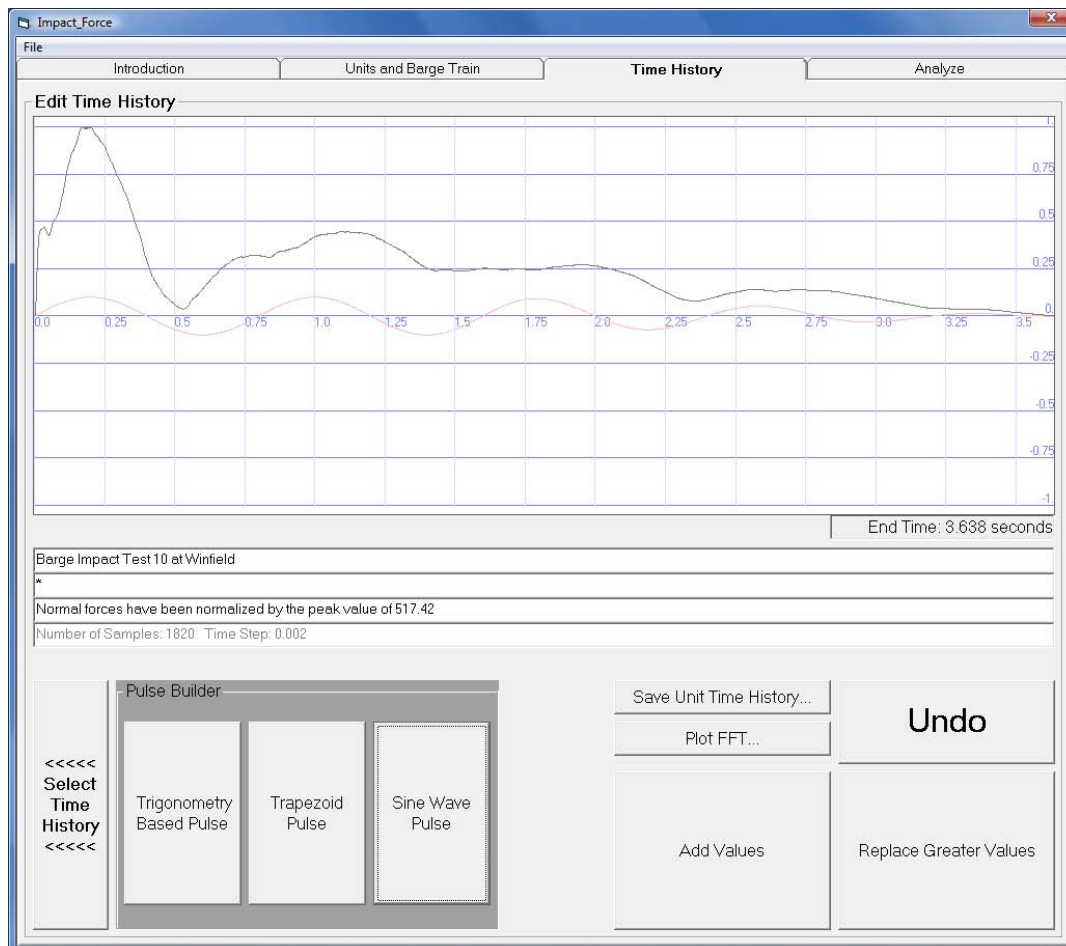 Impact_Force
File
Introduction
Units and Barge Train
Time History
Analyze
Edit Time History
1.
0.75
0.5
0.25
0.
0.0 0.25 0.5 0.75 1.0 1.25 1.5 1.75 2.0 2.25 2.5 2.75 3.0 3.25 3.5
-0.25
-0.5
-0.75
-1.
End Time: 3.638 seconds
Barge Impact Test 10 at Winfield
*
Normal forces have been normalized by the peak value of 517.42
Number of Samples: 1820 Time Step: 0.002
<<<<<
Select
Time
History
<<<<<
Pulse Builder
Trigonometry
Based Pulse
Trapezoid
Pulse
Sine Wave
Pulse
Save Unit Time History...
Plot FFT...
Undo
Add Values
Replace Greater Values